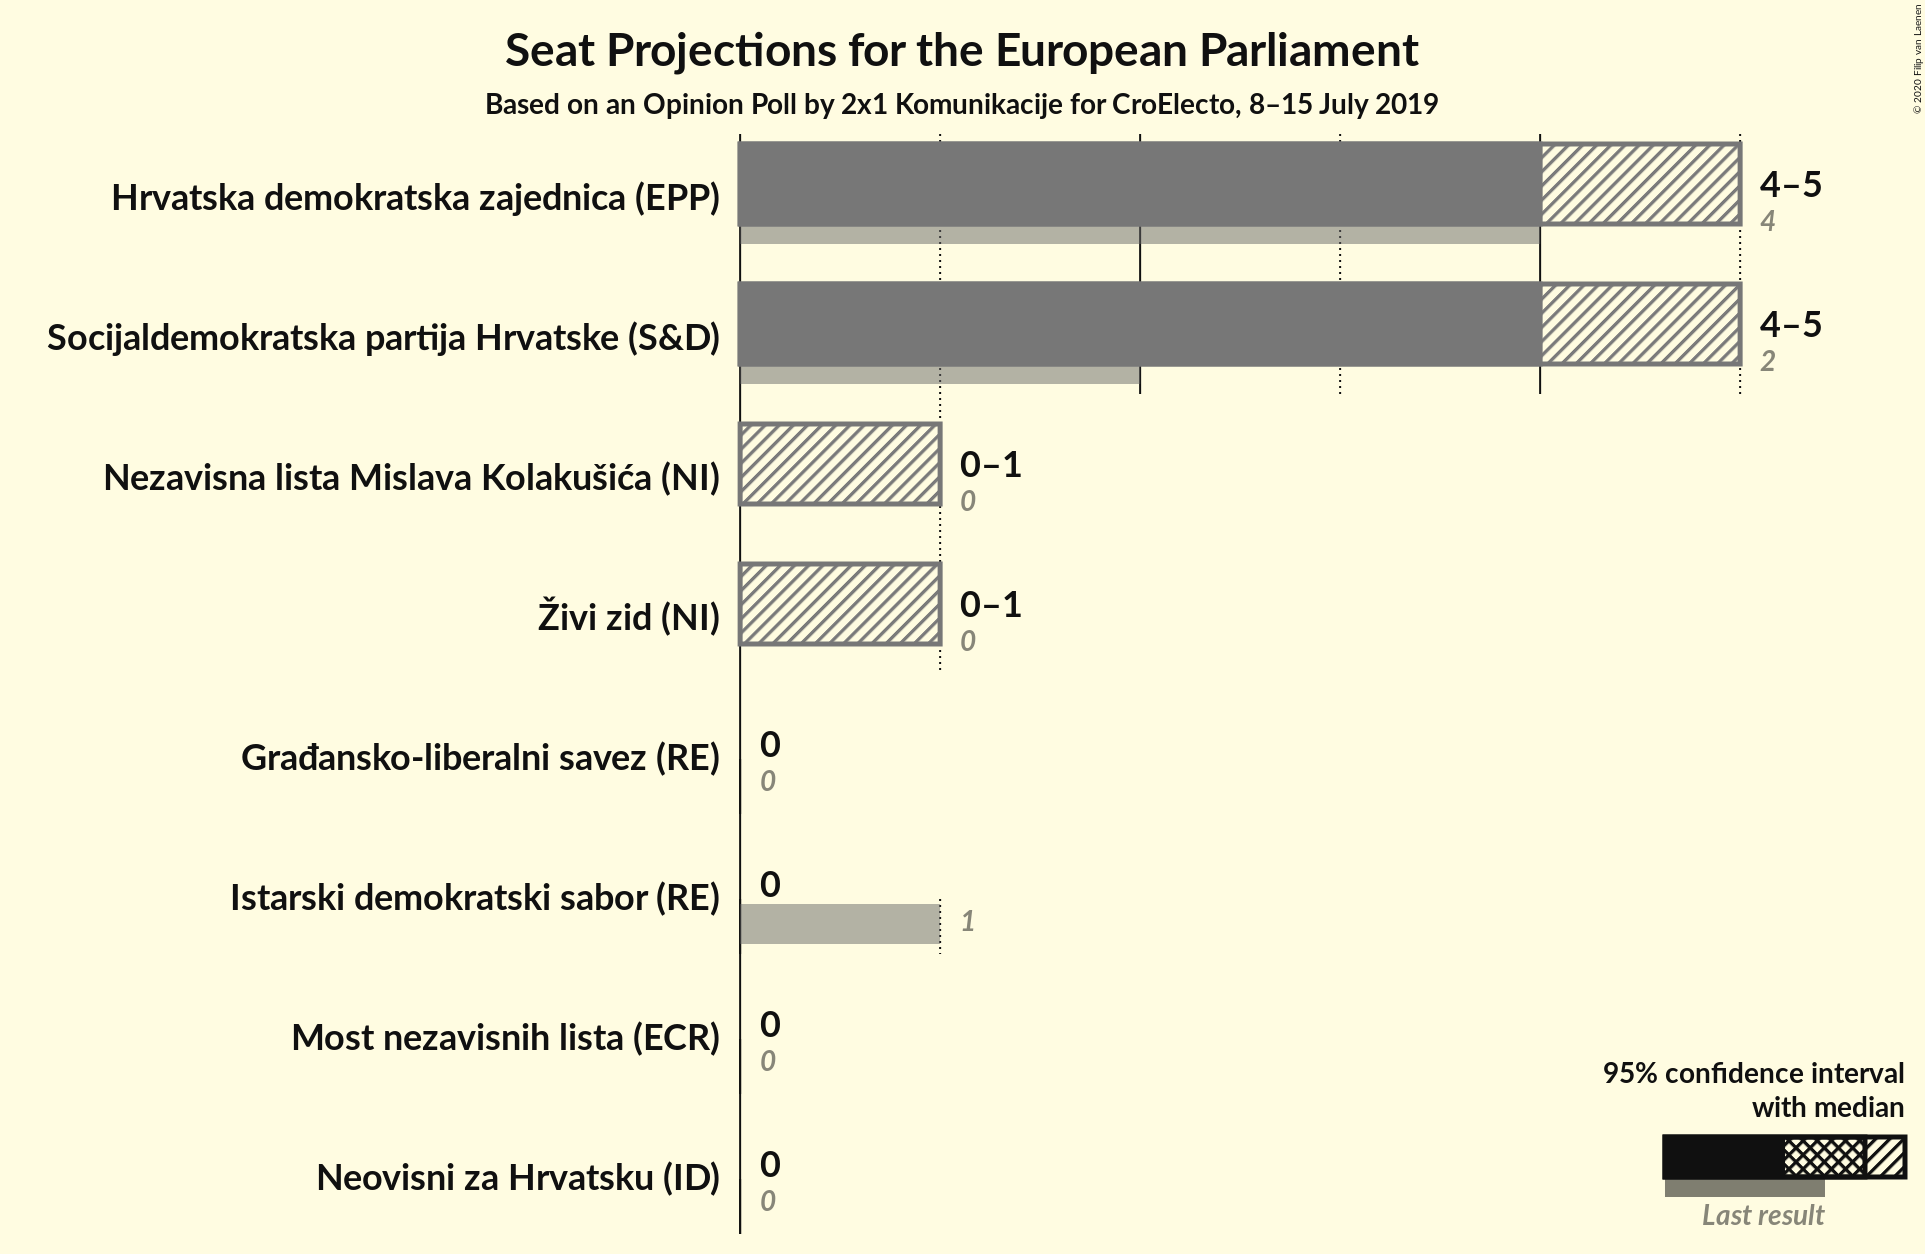 Seat Projections for the European Parliament
Based on an Opinion Poll by 2x1 Komunikacije for CroElecto, 8–15 July 2019
© 2020 Filip van Laenen
Hrvatska demokratska zajednica (EPP)
4–5
4
Socijaldemokratska partija Hrvatske (S&D)
4–5
2
Nezavisna lista Mislava Kolakušića (NI)
0–1
0
Živi zid (NI)
0–1
0
Građansko-liberalni savez (RE)
0
0
Istarski demokratski sabor (RE)
0
1
Most nezavisnih lista (ECR)
0
0
Neovisni za Hrvatsku (ID)
0
0
95% confidence interval
with median
Last result